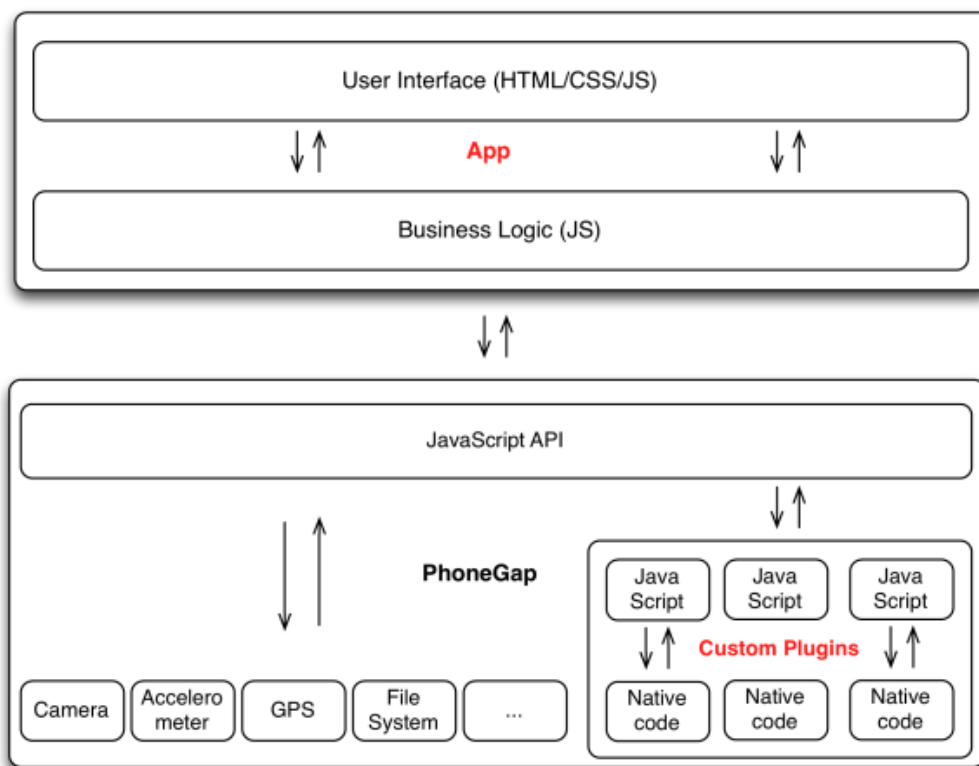 User Interface (HTML/CSS/JS)
App
Business Logic (JS)
JavaScript API
PhoneGap
Java
Script
Java
Script
Java
Script
Custom Plugins
Camera
Accelero
meter
GPS
File
System
...
Native
code
Native
code
Native
code